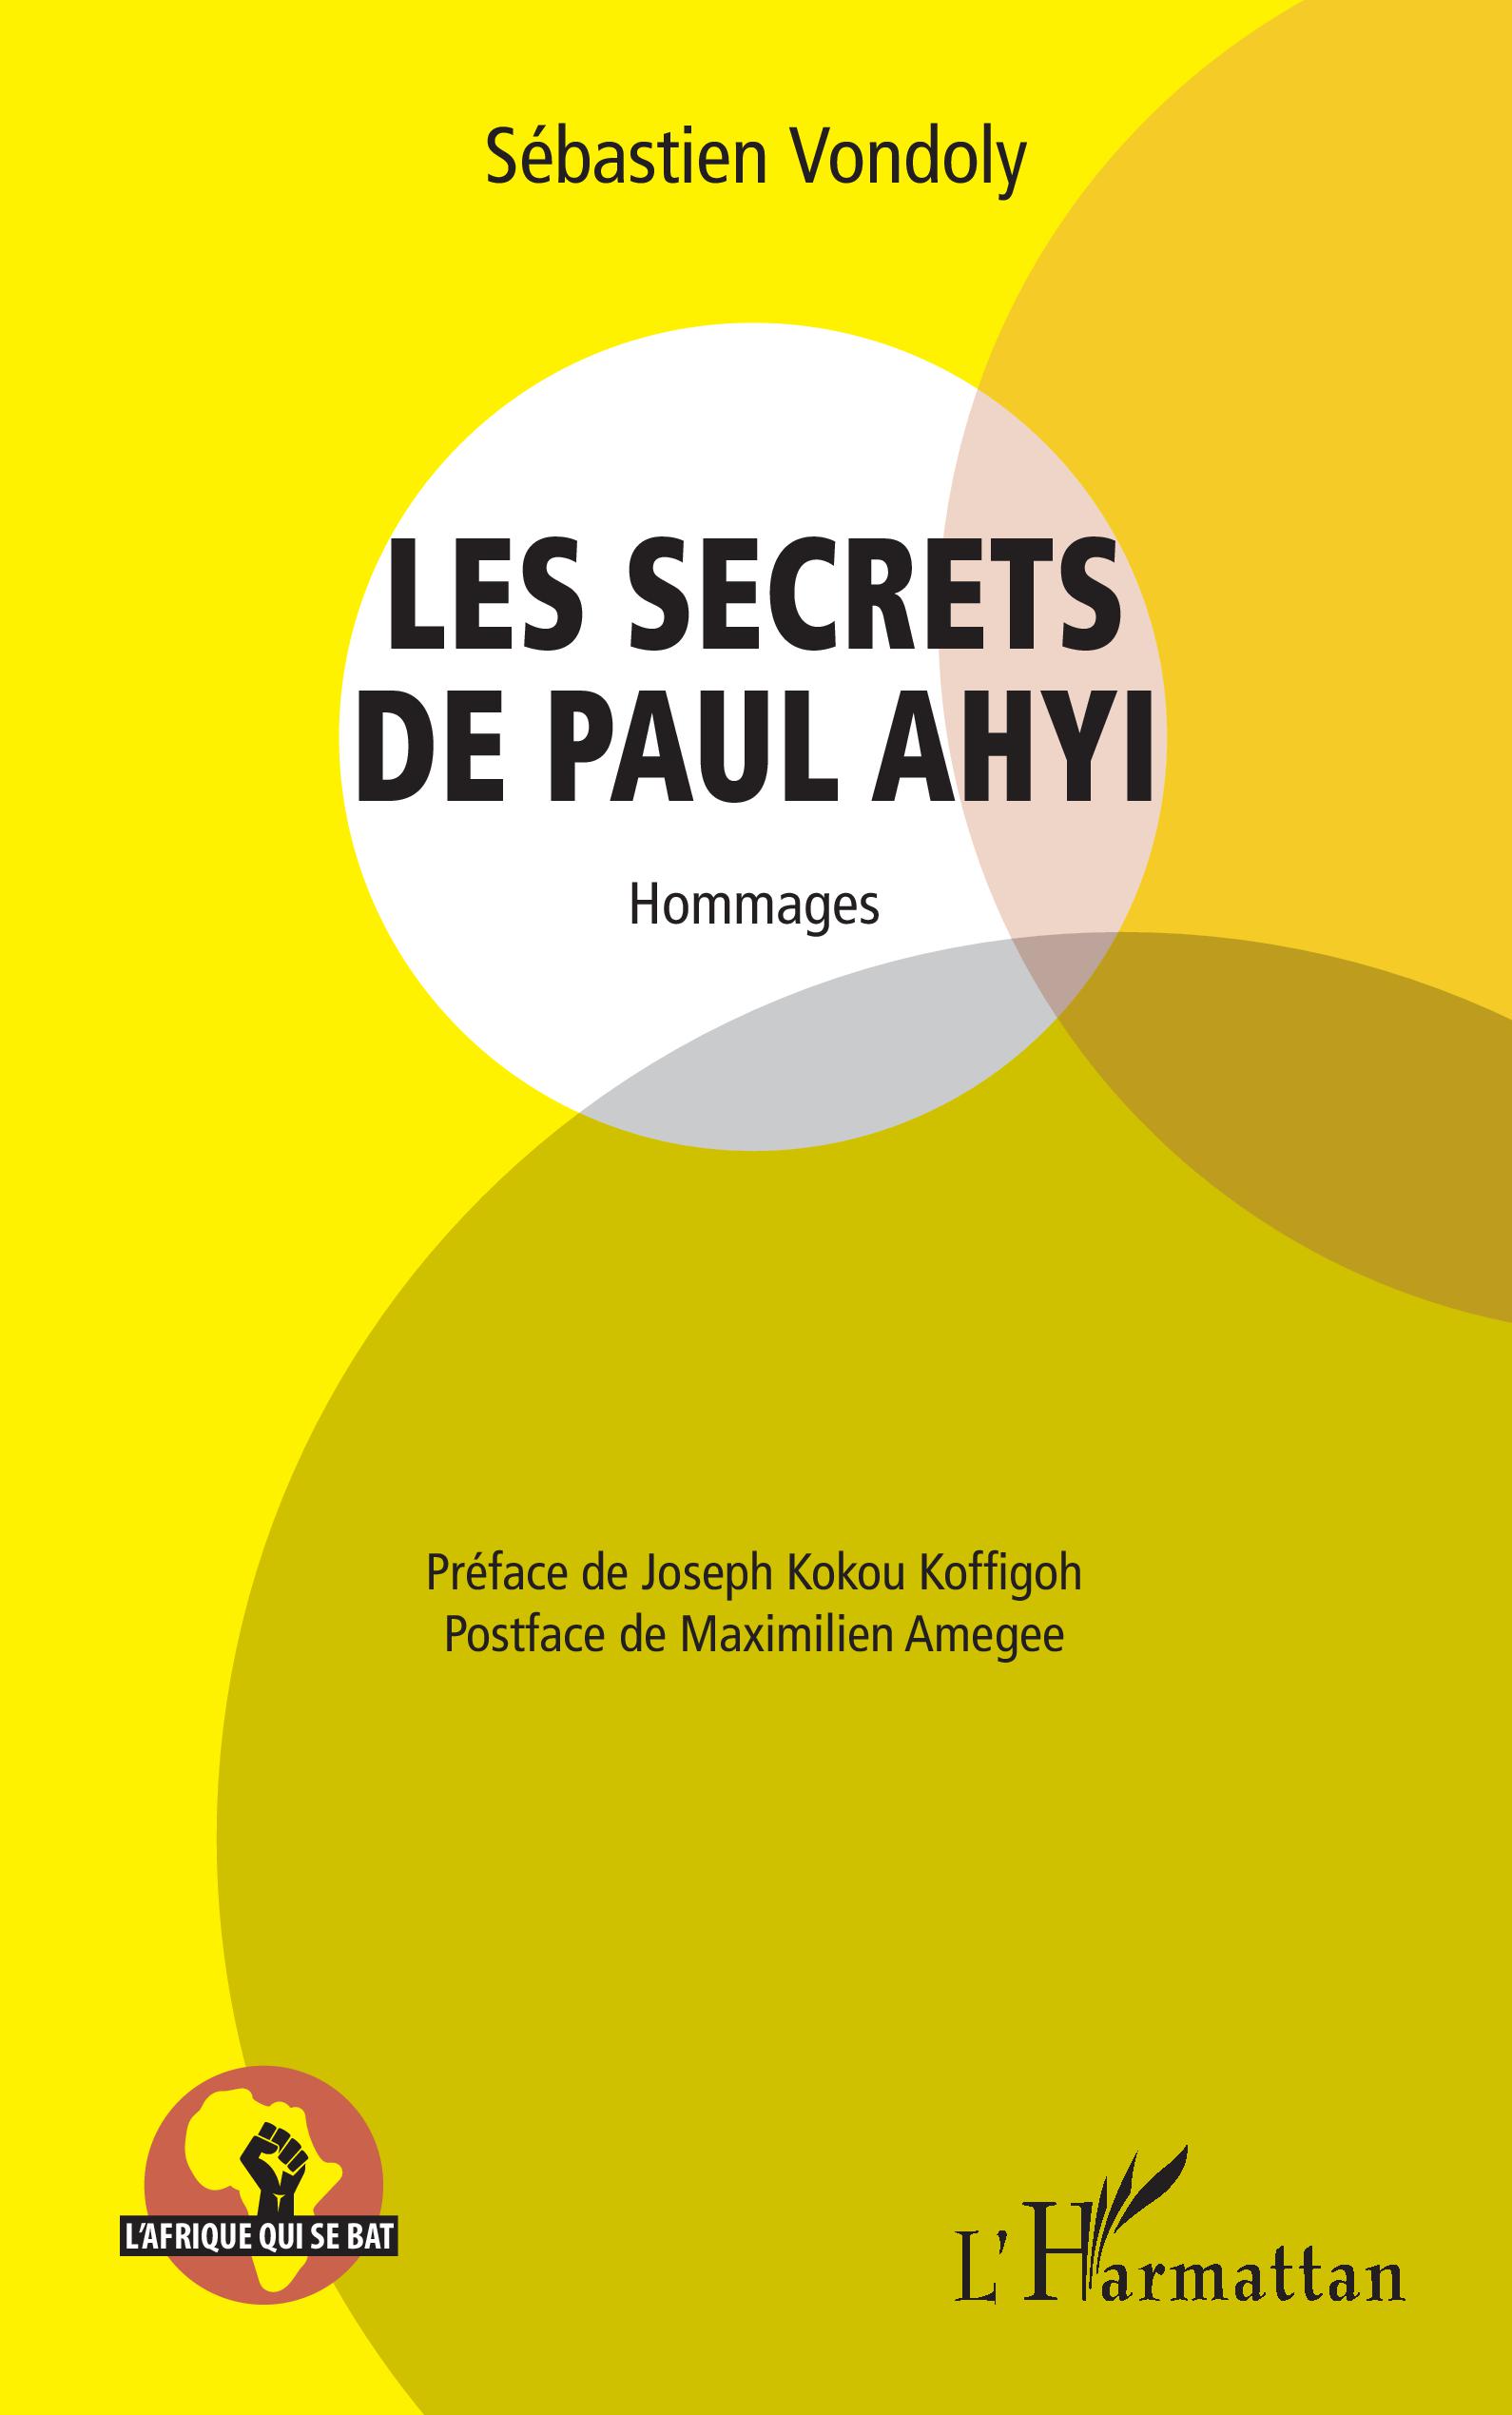 Sébastien Vondoly
LES SECRETS
DE PAUL AHYI
Hommages
Préface de Joseph Kokou Koffigoh
Postface de Maximilien Amegee
L'AFRIQUE QUI SE BAT
L'Harmattan